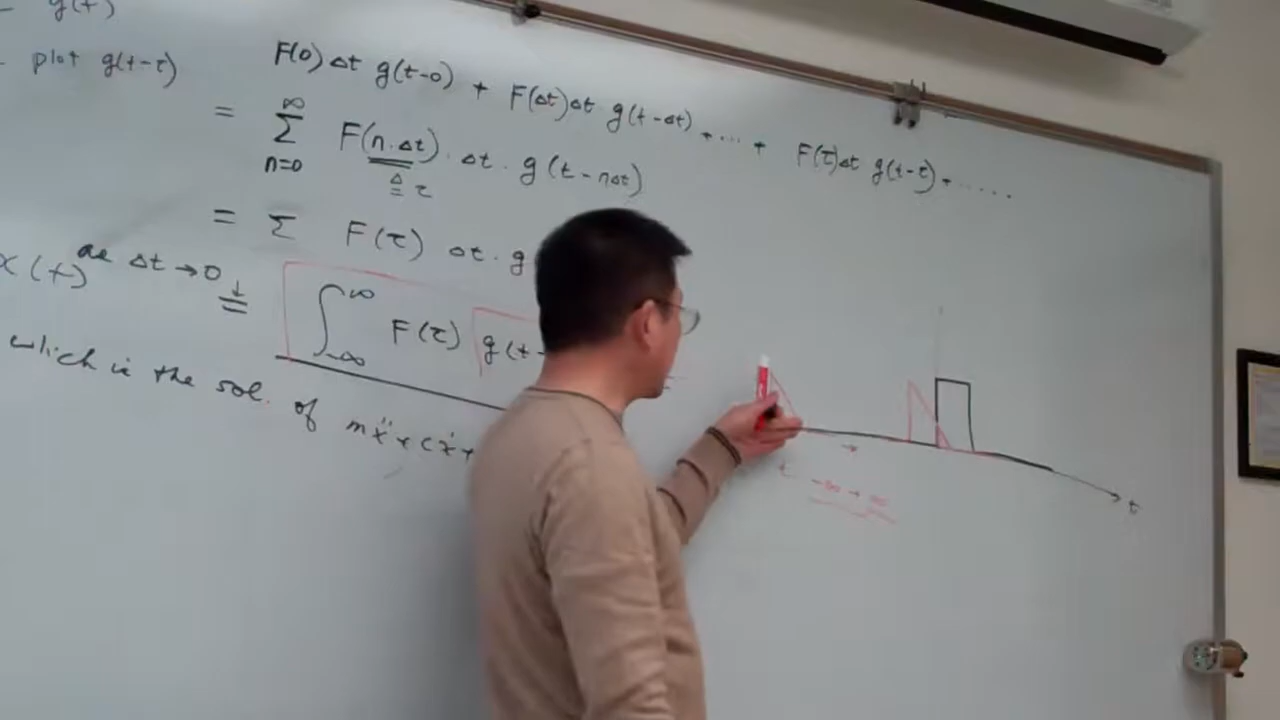 g(t)
- plot g(t-τ)
F(0)Δt g(t-0) + F(Δt)Δt g(t-Δt) + ... + F(τ)Δt g(t-τ) + .....
= ∞ Σ n=0 F(n·Δt) · Δt · g(t-nΔt)
≜ τ
= Σ F(τ) Δt · g
x(t) as Δt → 0 = ∫ ∞ -∞ F(τ) g(t-
which is the sol. of mẍ + cẋ +
t -∞ → ∞
t